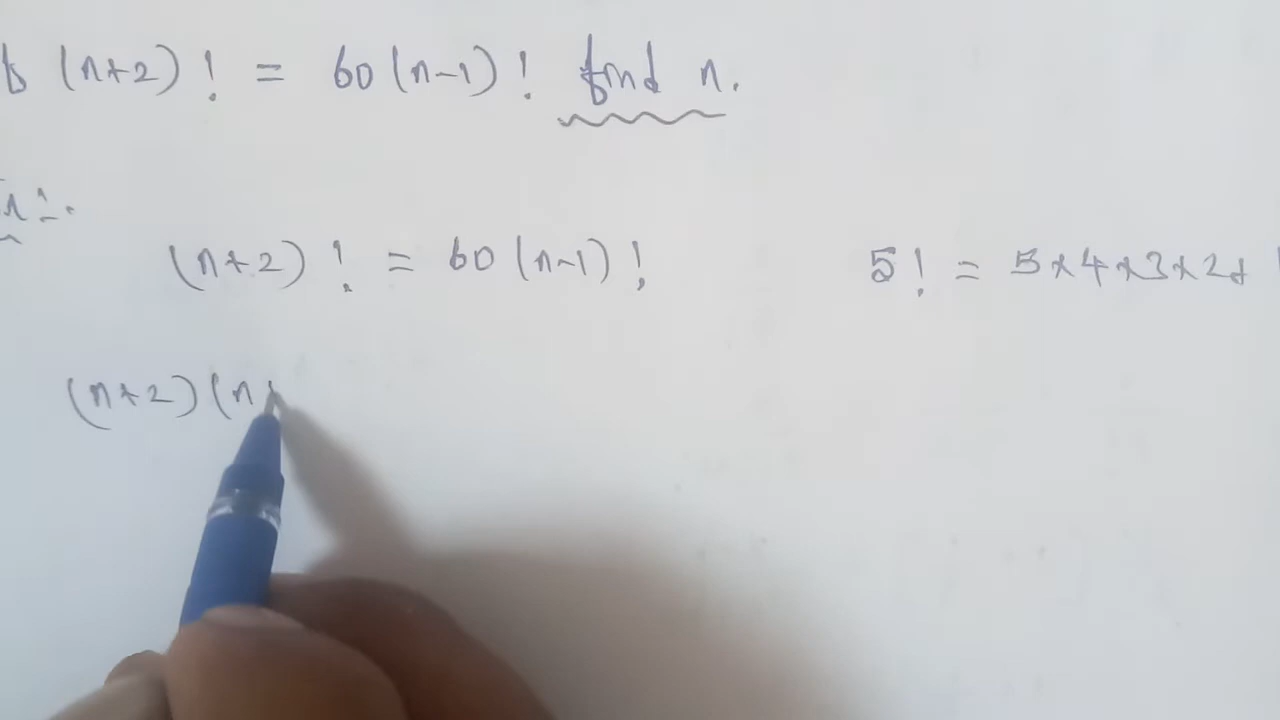 (n+2)! = 60(n-1)! find n.
(n+2)! = 60(n-1)! 5! = 5×4×3×2×
(n+2)(n